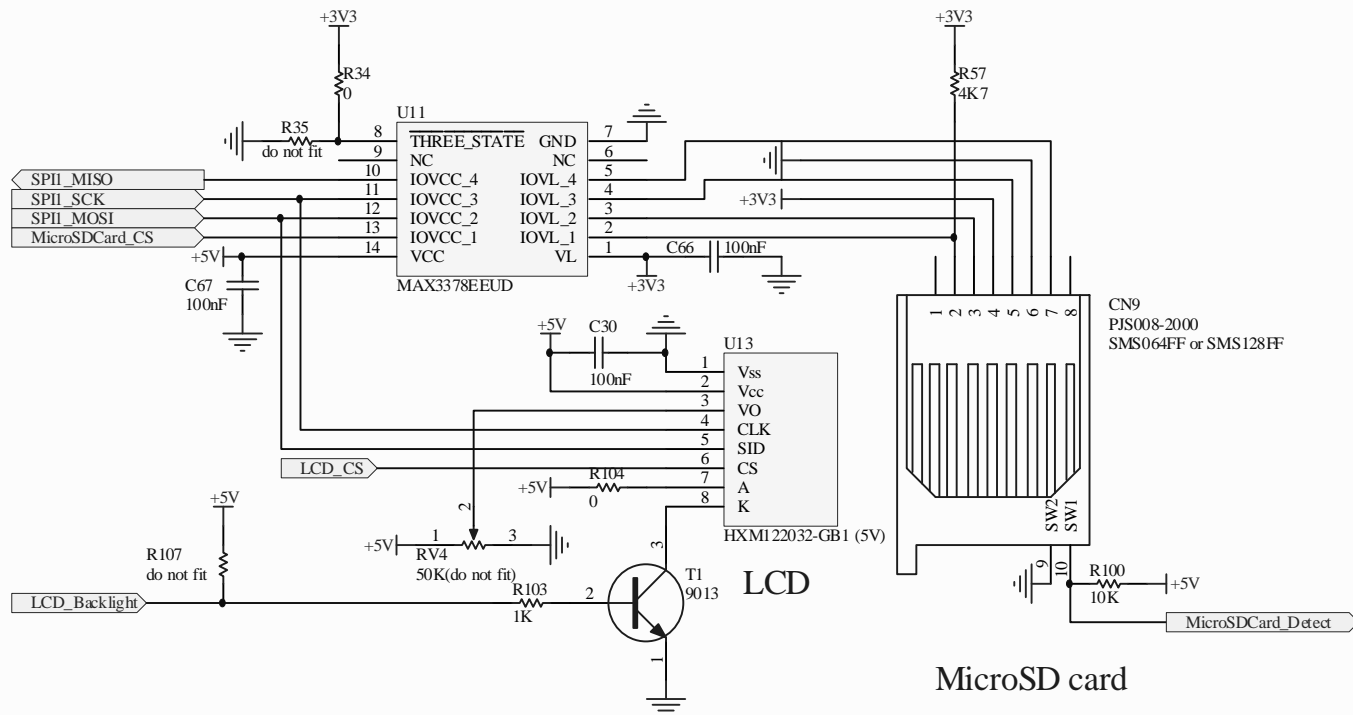 +3V3
R34
0
R35
do not fit
U11
MAX3378EEUD
8
9
10
11
12
13
14
THREE_STATE
NC
IOVCC_4
IOVCC_3
IOVCC_2
IOVCC_1
VCC
GND
NC
IOVL_4
IOVL_3
IOVL_2
IOVL_1
VL
7
6
5
4
3
2
1
SPI1_MISO
SPI1_SCK
SPI1_MOSI
MicroSDCard_CS
+5V
C67
100nF
+3V3
C66
100nF
+3V3
+3V3
R57
4K7
1
2
3
4
5
6
7
8
CN9
PJS008-2000
SMS064FF or SMS128FF
SW2
SW1
9
10
R100
10K
+5V
MicroSDCard_Detect
MicroSD card
+5V
C30
100nF
U13
1
2
3
4
5
6
7
8
Vss
Vcc
VO
CLK
SID
CS
A
K
HXM122032-GB1 (5V)
LCD
LCD_CS
+5V
R104
0
+5V
1
2
3
RV4
50K(do not fit)
+5V
R107
do not fit
LCD_Backlight
R103
1K
2
3
1
T1
9013